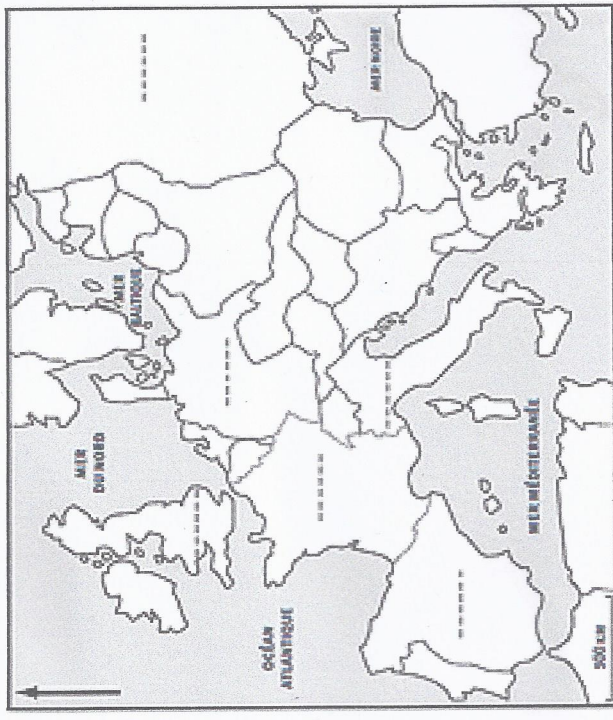 MER
DU NORD
MER
BALTIQUE
MER NOIRE
OCÉAN
ATLANTIQUE
MER MÉDITERRANÉE
500 KM